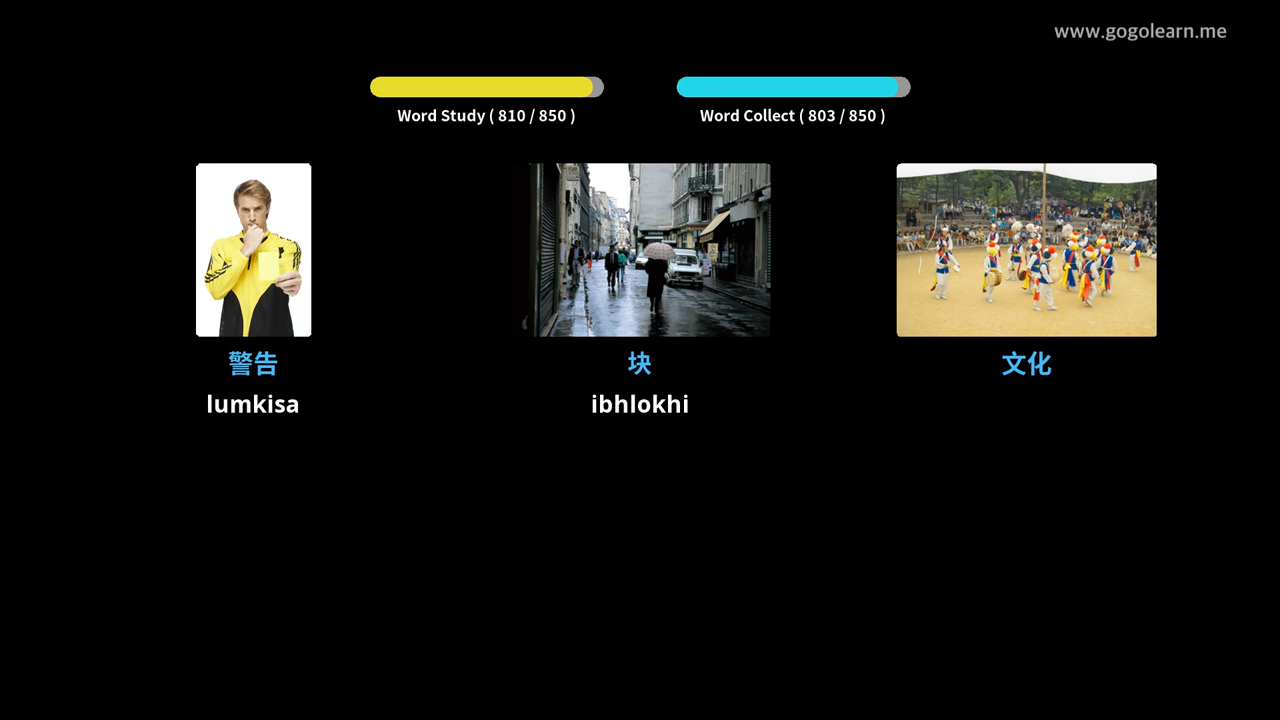 www.gogolearn.me
Word Study ( 810 / 850 )
Word Collect ( 803 / 850 )
警告
块
文化
lumkisa
ibhlokhi